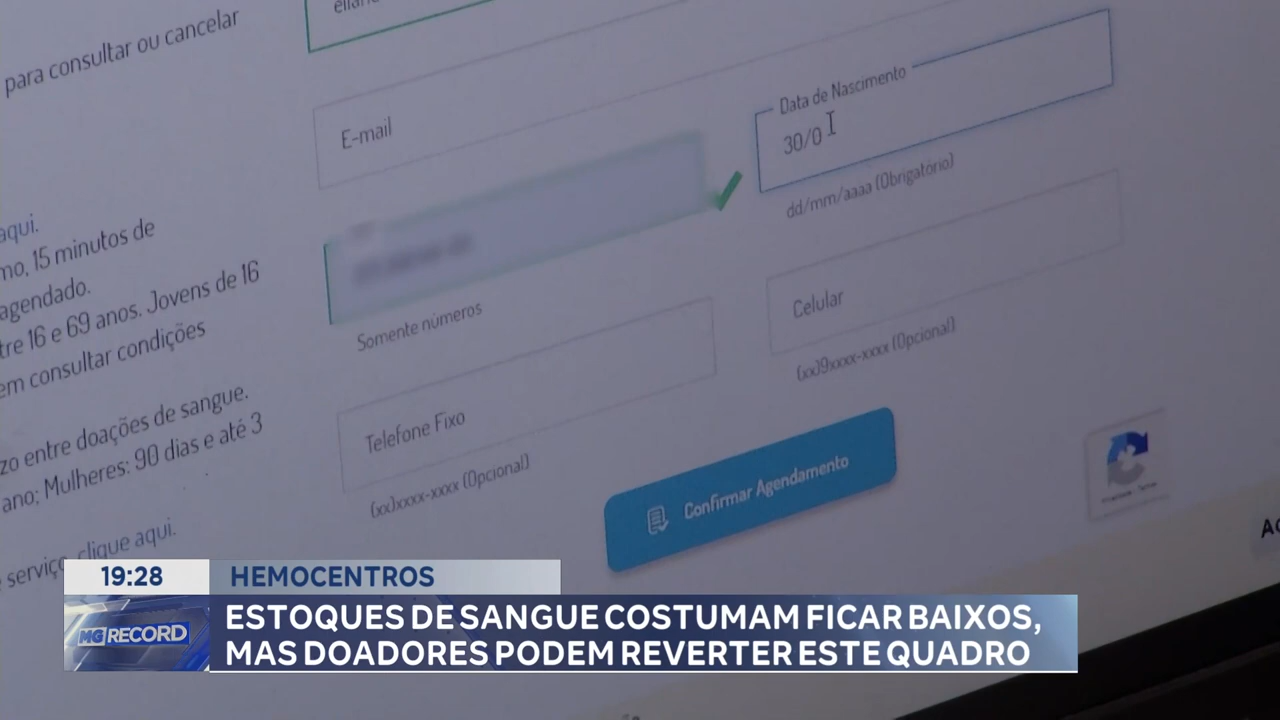 para consultar ou cancelar
aqui.
mo, 15 minutos de
agendado.
tre 16 e 69 anos. Jovens de 16
em consultar condições
zo entre doações de sangue.
ano; Mulheres: 90 dias e até 3
serviço, clique aqui.
E-mail
Data de Nascimento
30/0
dd/mm/aaaa (Obrigatório)
Somente números
Celular
(xx)9xxxx-xxxx (Opcional)
Telefone Fixo
(xx)xxxx-xxxx (Opcional)
Confirmar Agendamento
19:28
HEMOCENTROS
MG RECORD
ESTOQUES DE SANGUE COSTUMAM FICAR BAIXOS,
MAS DOADORES PODEM REVERTER ESTE QUADRO